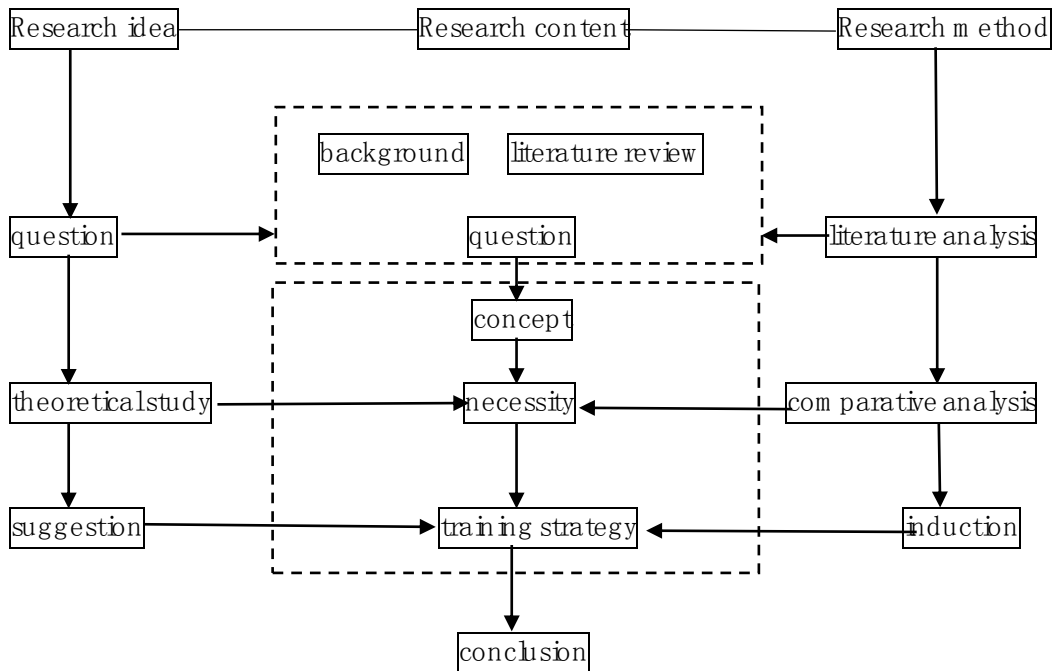 Research idea
Research content
Research method
background
literature review
question
question
literature analysis
concept
theoretical study
necessity
comparative analysis
suggestion
training strategy
induction
conclusion